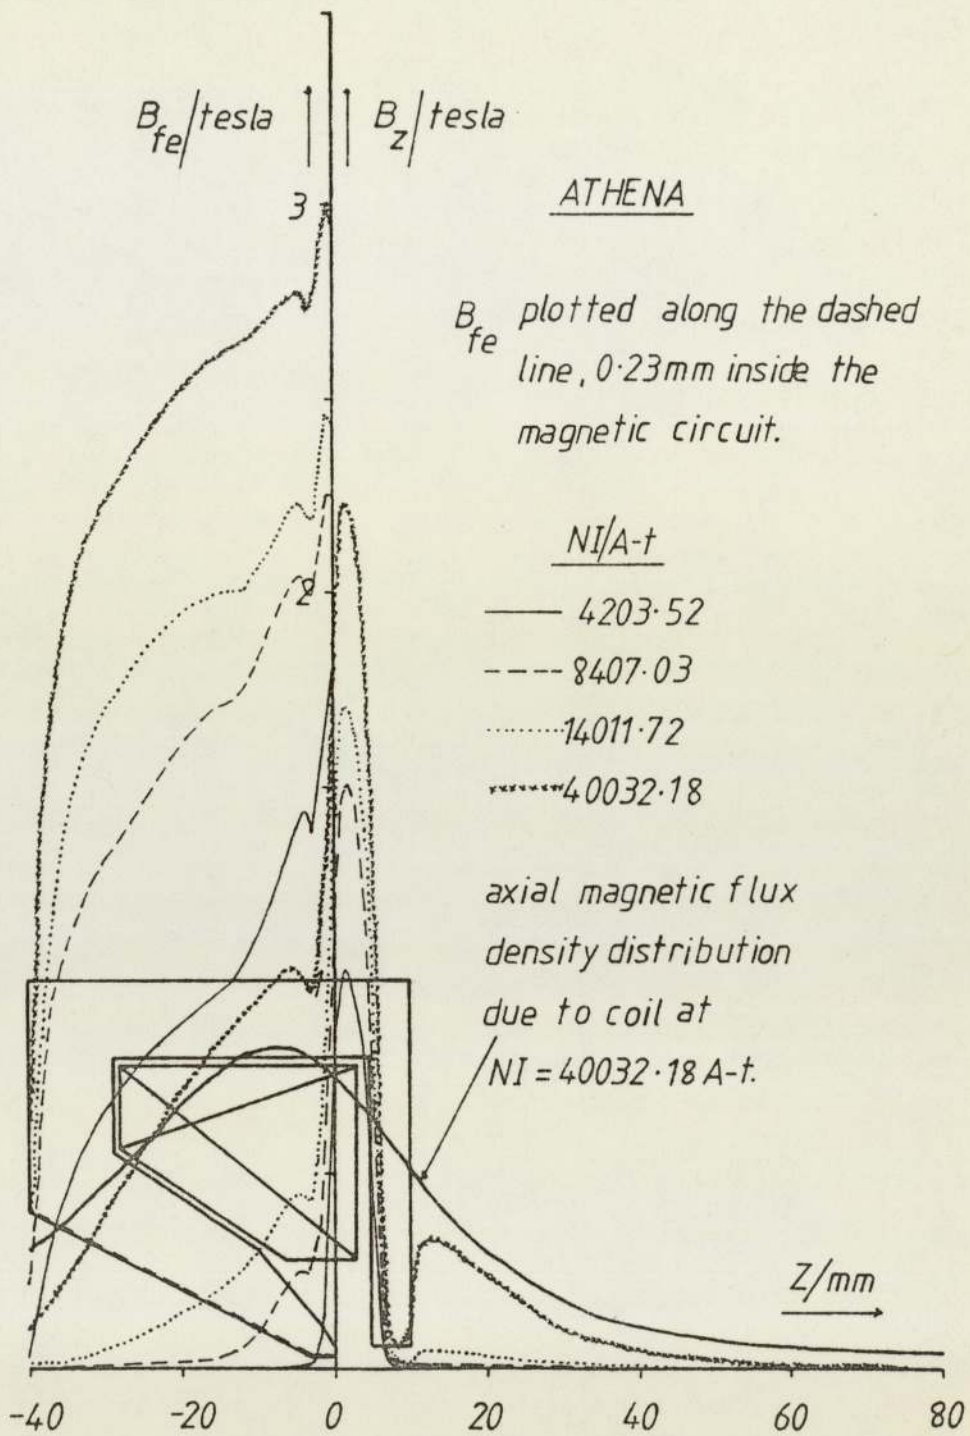 B_fe/tesla
B_z/tesla
ATHENA
3
B_fe plotted along the dashed
line, 0·23mm inside the
magnetic circuit.
NI/A-t
2
4203·52
8407·03
14011·72
40032·18
axial magnetic flux
density distribution
due to coil at
NI = 40032·18 A-t.
Z/mm
-40 -20 0 20 40 60 80